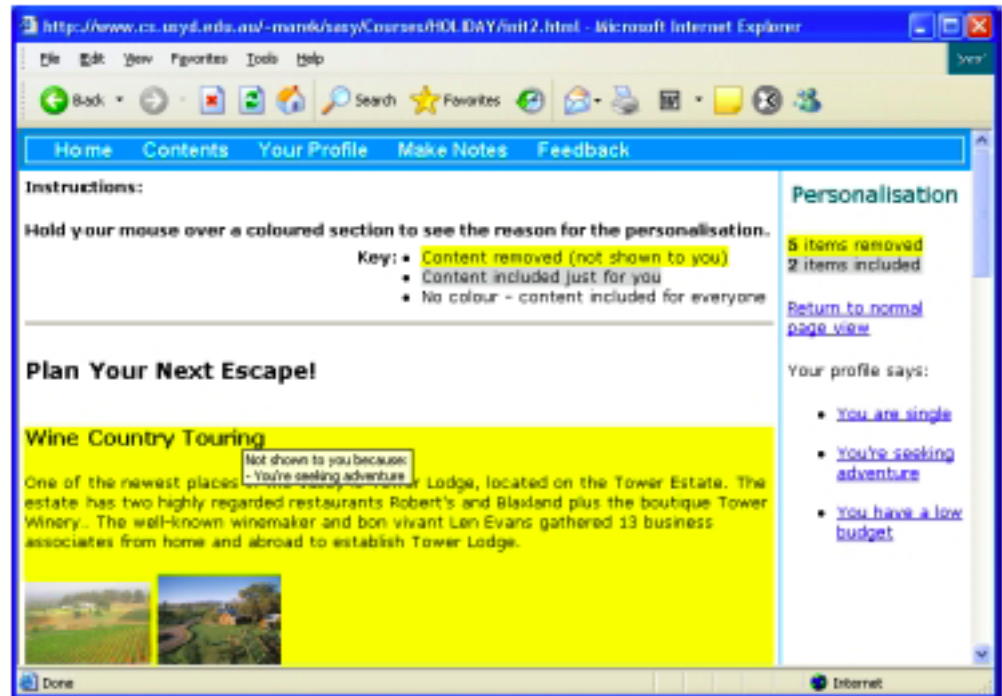 http://www.cs.usyd.edu.au/~marek/sasy/Courses/HOLIDAY/init2.html - Microsoft Internet Explorer
File Edit View Favorites Tools Help
Back Search Favorites
Home Contents Your Profile Make Notes Feedback
Instructions:
Hold your mouse over a coloured section to see the reason for the personalisation.
Key: • Content removed (not shown to you)
• Content included just for you
• No colour - content included for everyone
Plan Your Next Escape!
Wine Country Touring
Not shown to you because:
- You're seeking adventure
One of the newest places Lodge, located on the Tower Estate. The
estate has two highly regarded restaurants Robert's and Blaxland plus the boutique Tower
Winery.. The well-known winemaker and bon vivant Len Evans gathered 13 business
associates from home and abroad to establish Tower Lodge.
Personalisation
5 items removed
2 items included
Return to normal
page view
Your profile says:
• You are single
• You're seeking
adventure
• You have a low
budget
Done Internet